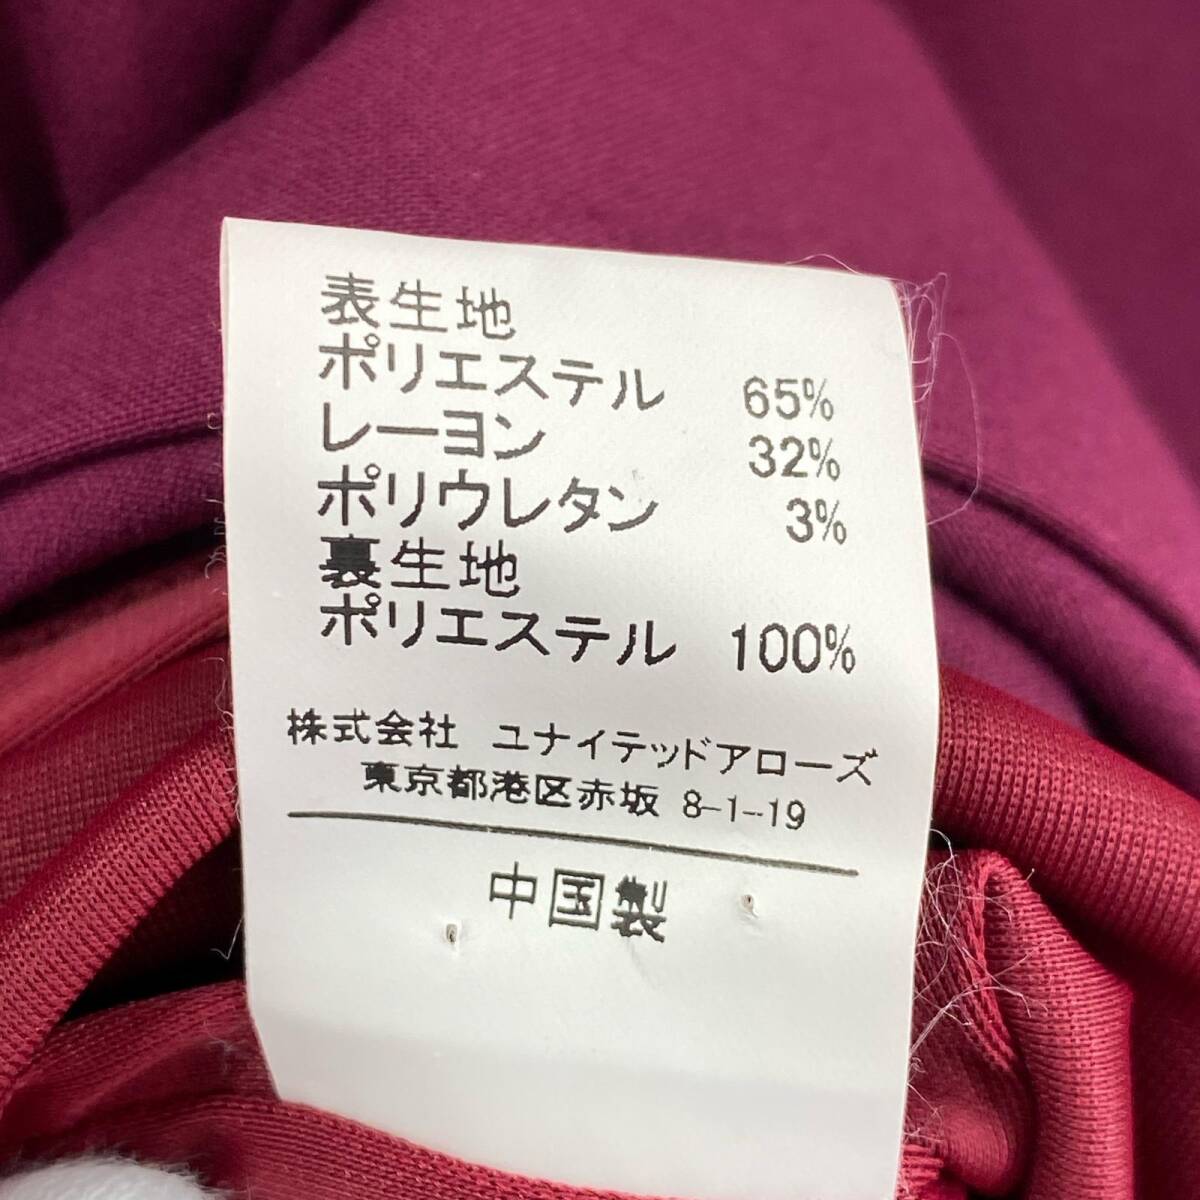 表生地
ポリエステル 65%
レーヨン 32%
ポリウレタン 3%
裏生地
ポリエステル 100%
株式会社 ユナイテッドアローズ
東京都港区赤坂 8-1-19
中国製